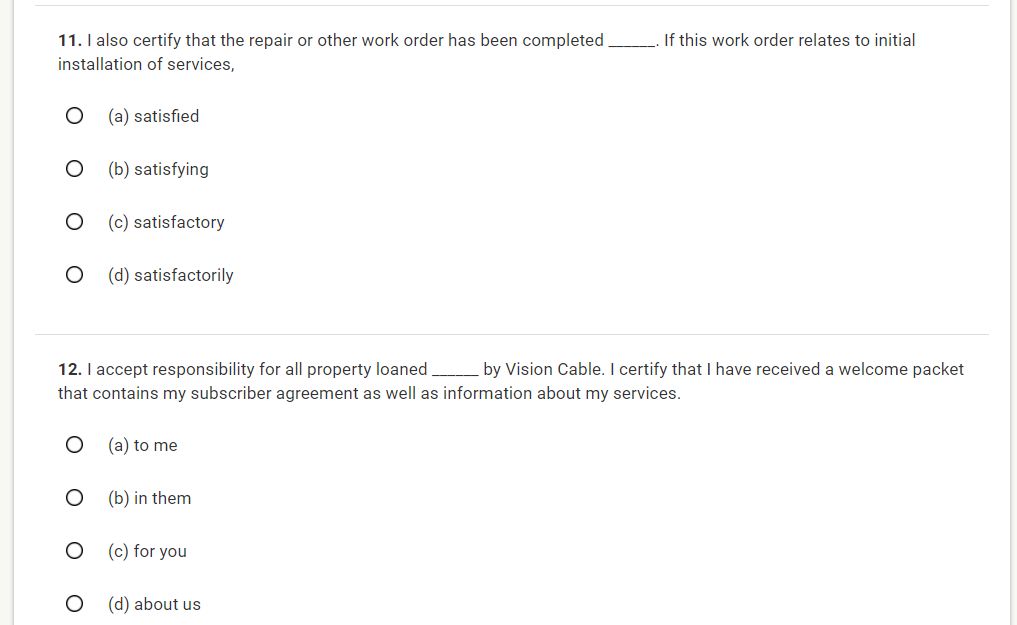 11. I also certify that the repair or other work order has been completed ______. If this work order relates to initial
installation of services,
(a) satisfied
(b) satisfying
(c) satisfactory
(d) satisfactorily
12. I accept responsibility for all property loaned ______ by Vision Cable. I certify that I have received a welcome packet
that contains my subscriber agreement as well as information about my services.
(a) to me
(b) in them
(c) for you
(d) about us